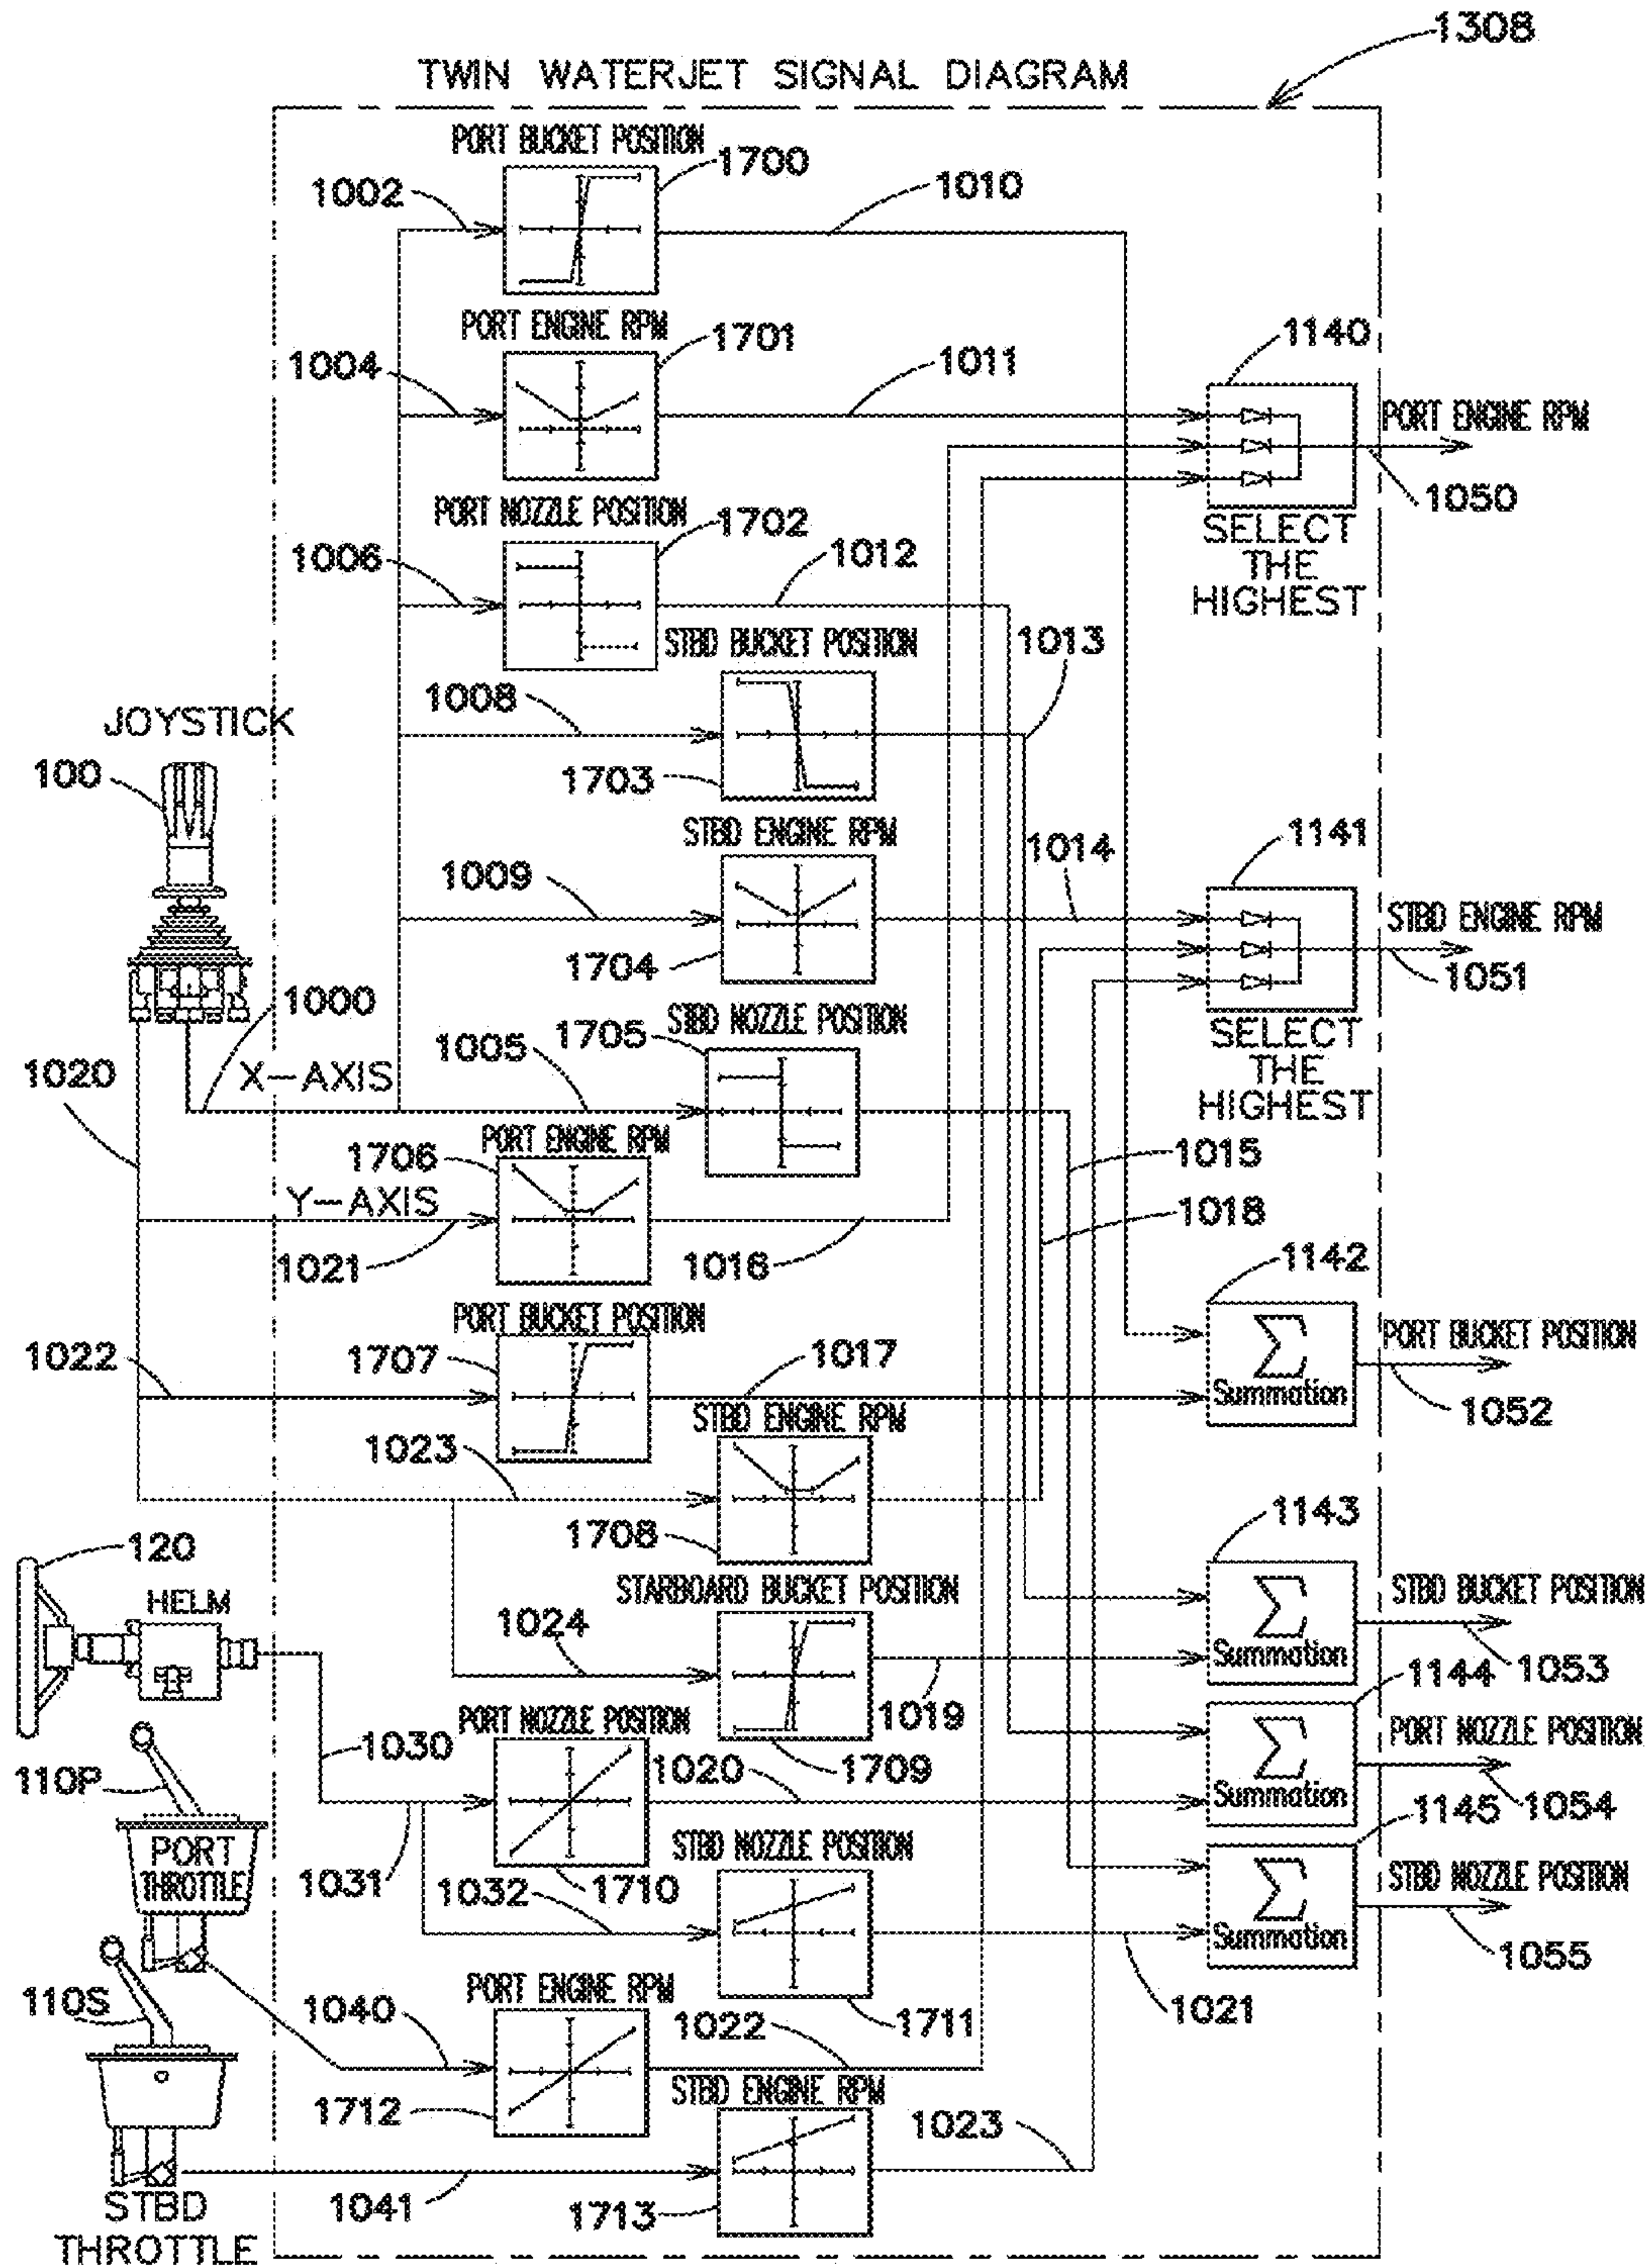 1308
TWIN WATERJET SIGNAL DIAGRAM
PORT BUCKET POSITION
1700
1002
1010
PORT ENGINE RPM
1701
1004
1011
1140
PORT ENGINE RPM
1050
SELECT
THE
HIGHEST
PORT NOZZLE POSITION
1702
1006
1012
STBD BUCKET POSITION
1013
1008
1703
JOYSTICK
100
STBD ENGINE RPM
1014
1141
1009
1704
STBD ENGINE RPM
1051
SELECT
THE
HIGHEST
1000
STBD NOZZLE POSITION
1705
1005
1020
X-AXIS
PORT ENGINE RPM
1706
1015
Y-AXIS
1018
1021
1016
1142
PORT BUCKET POSITION
1707
1022
1017
Σ
Summation
PORT BUCKET POSITION
1052
STBD ENGINE RPM
1023
1708
1143
120
HELM
STARBOARD BUCKET POSITION
1024
Σ
Summation
STBD BUCKET POSITION
1053
1144
1019
PORT NOZZLE POSITION
1030
1709
1020
Σ
Summation
PORT NOZZLE POSITION
1054
1145
110P
PORT
THROTTLE
STBD NOZZLE POSITION
1031
1032
1710
Σ
Summation
STBD NOZZLE POSITION
1055
110S
PORT ENGINE RPM
1040
1022
1711
1021
1712
STBD ENGINE RPM
1023
1041
1713
STBD
THROTTLE